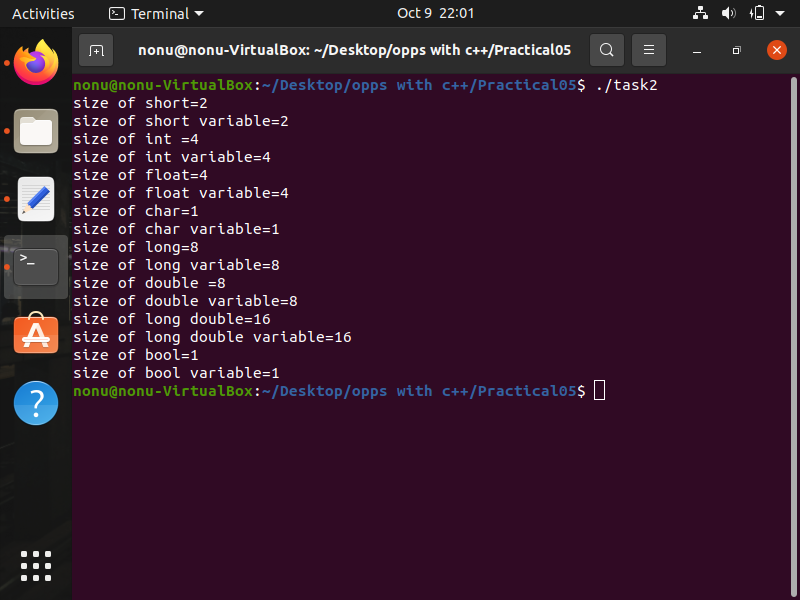 Activities Terminal Oct 9 22:01
nonu@nonu-VirtualBox: ~/Desktop/opps with c++/Practical05
nonu@nonu-VirtualBox:~/Desktop/opps with c++/Practical05$ ./task2
size of short=2
size of short variable=2
size of int =4
size of int variable=4
size of float=4
size of float variable=4
size of char=1
size of char variable=1
size of long=8
size of long variable=8
size of double =8
size of double variable=8
size of long double=16
size of long double variable=16
size of bool=1
size of bool variable=1
nonu@nonu-VirtualBox:~/Desktop/opps with c++/Practical05$